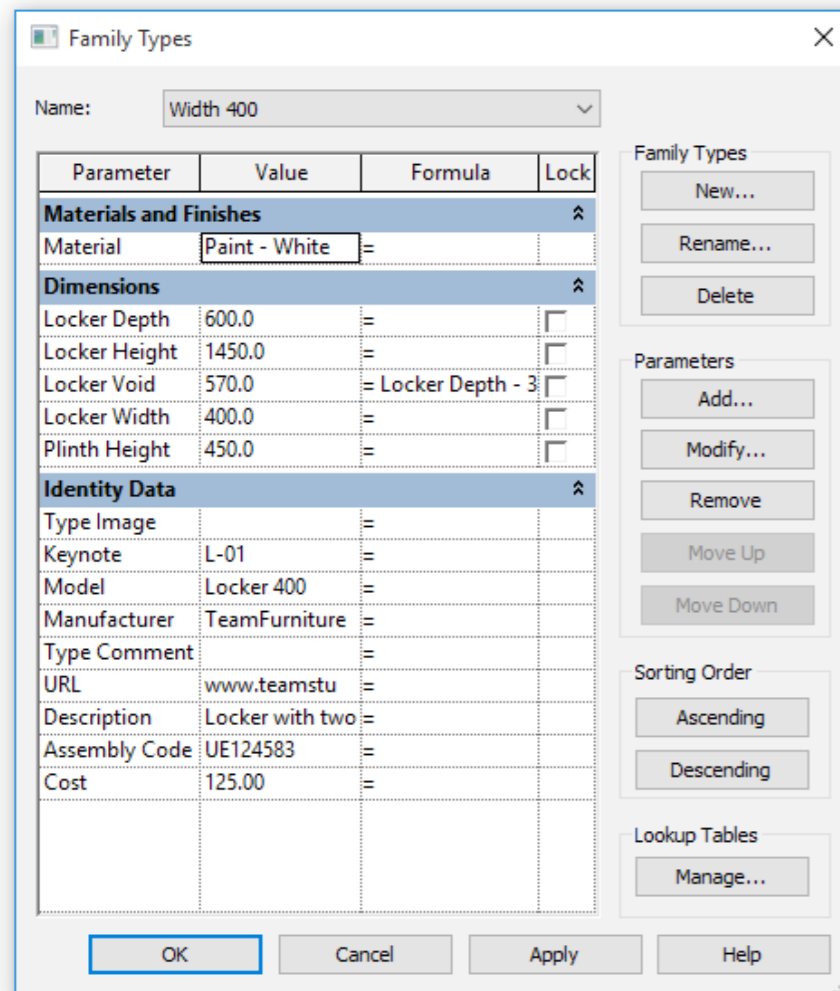 Family Types
Name: Width 400
Parameter Value Formula Lock
Materials and Finishes
Material Paint - White =
Dimensions
Locker Depth 600.0 =
Locker Height 1450.0 =
Locker Void 570.0 = Locker Depth - 3
Locker Width 400.0 =
Plinth Height 450.0 =
Identity Data
Type Image =
Keynote L-01 =
Model Locker 400 =
Manufacturer TeamFurniture =
Type Comment =
URL www.teamstu =
Description Locker with two =
Assembly Code UE124583 =
Cost 125.00 =
Family Types
New...
Rename...
Delete
Parameters
Add...
Modify...
Remove
Move Up
Move Down
Sorting Order
Ascending
Descending
Lookup Tables
Manage...
OK Cancel Apply Help